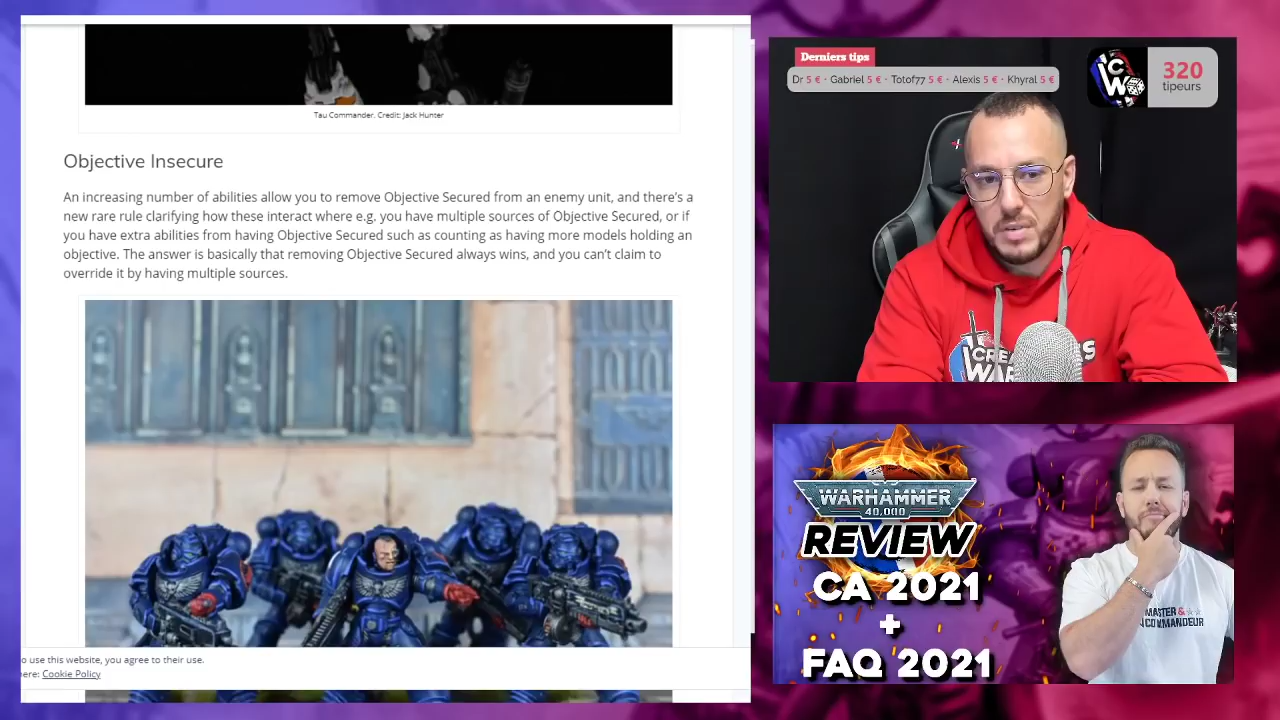 Tau Commander. Credit: Jack Hunter
Objective Insecure
An increasing number of abilities allow you to remove Objective Secured from an enemy unit, and there's a
new rare rule clarifying how these interact where e.g. you have multiple sources of Objective Secured, or if
you have extra abilities from having Objective Secured such as counting as having more models holding an
objective. The answer is basically that removing Objective Secured always wins, and you can't claim to
override it by having multiple sources.
o use this website, you agree to their use.
ere: Cookie Policy
Derniers tips
Dr 5 € · Gabriel 5 € · Totof77 5 € · Alexis 5 € · Khyral 5 €
CW
320
tipeurs
WARHAMMER
40,000
REVIEW
CA 2021
+
FAQ 2021
MASTER &
COMMANDEUR